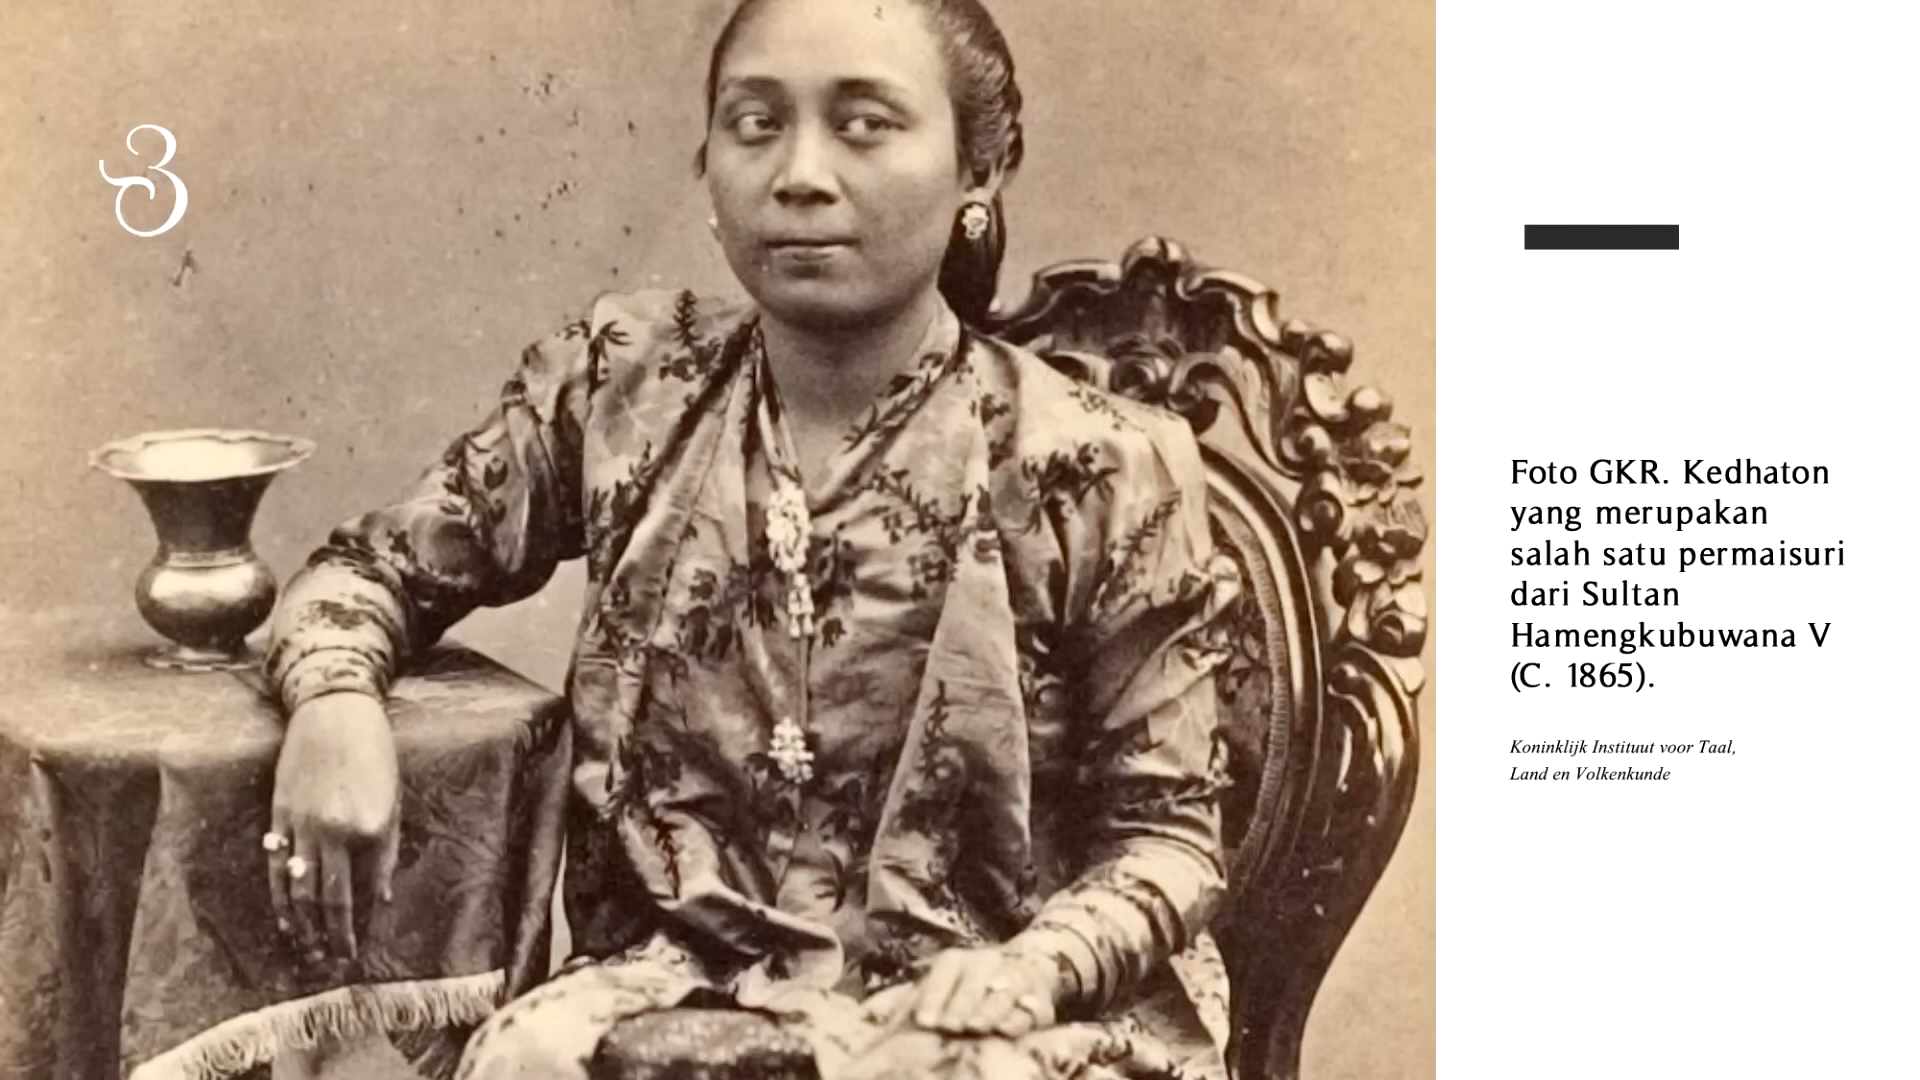 3
Foto GKR. Kedhaton
yang merupakan
salah satu permaisuri
dari Sultan
Hamengkubuwana V
(C. 1865).
Koninklijk Instituut voor Taal,
Land en Volkenkunde